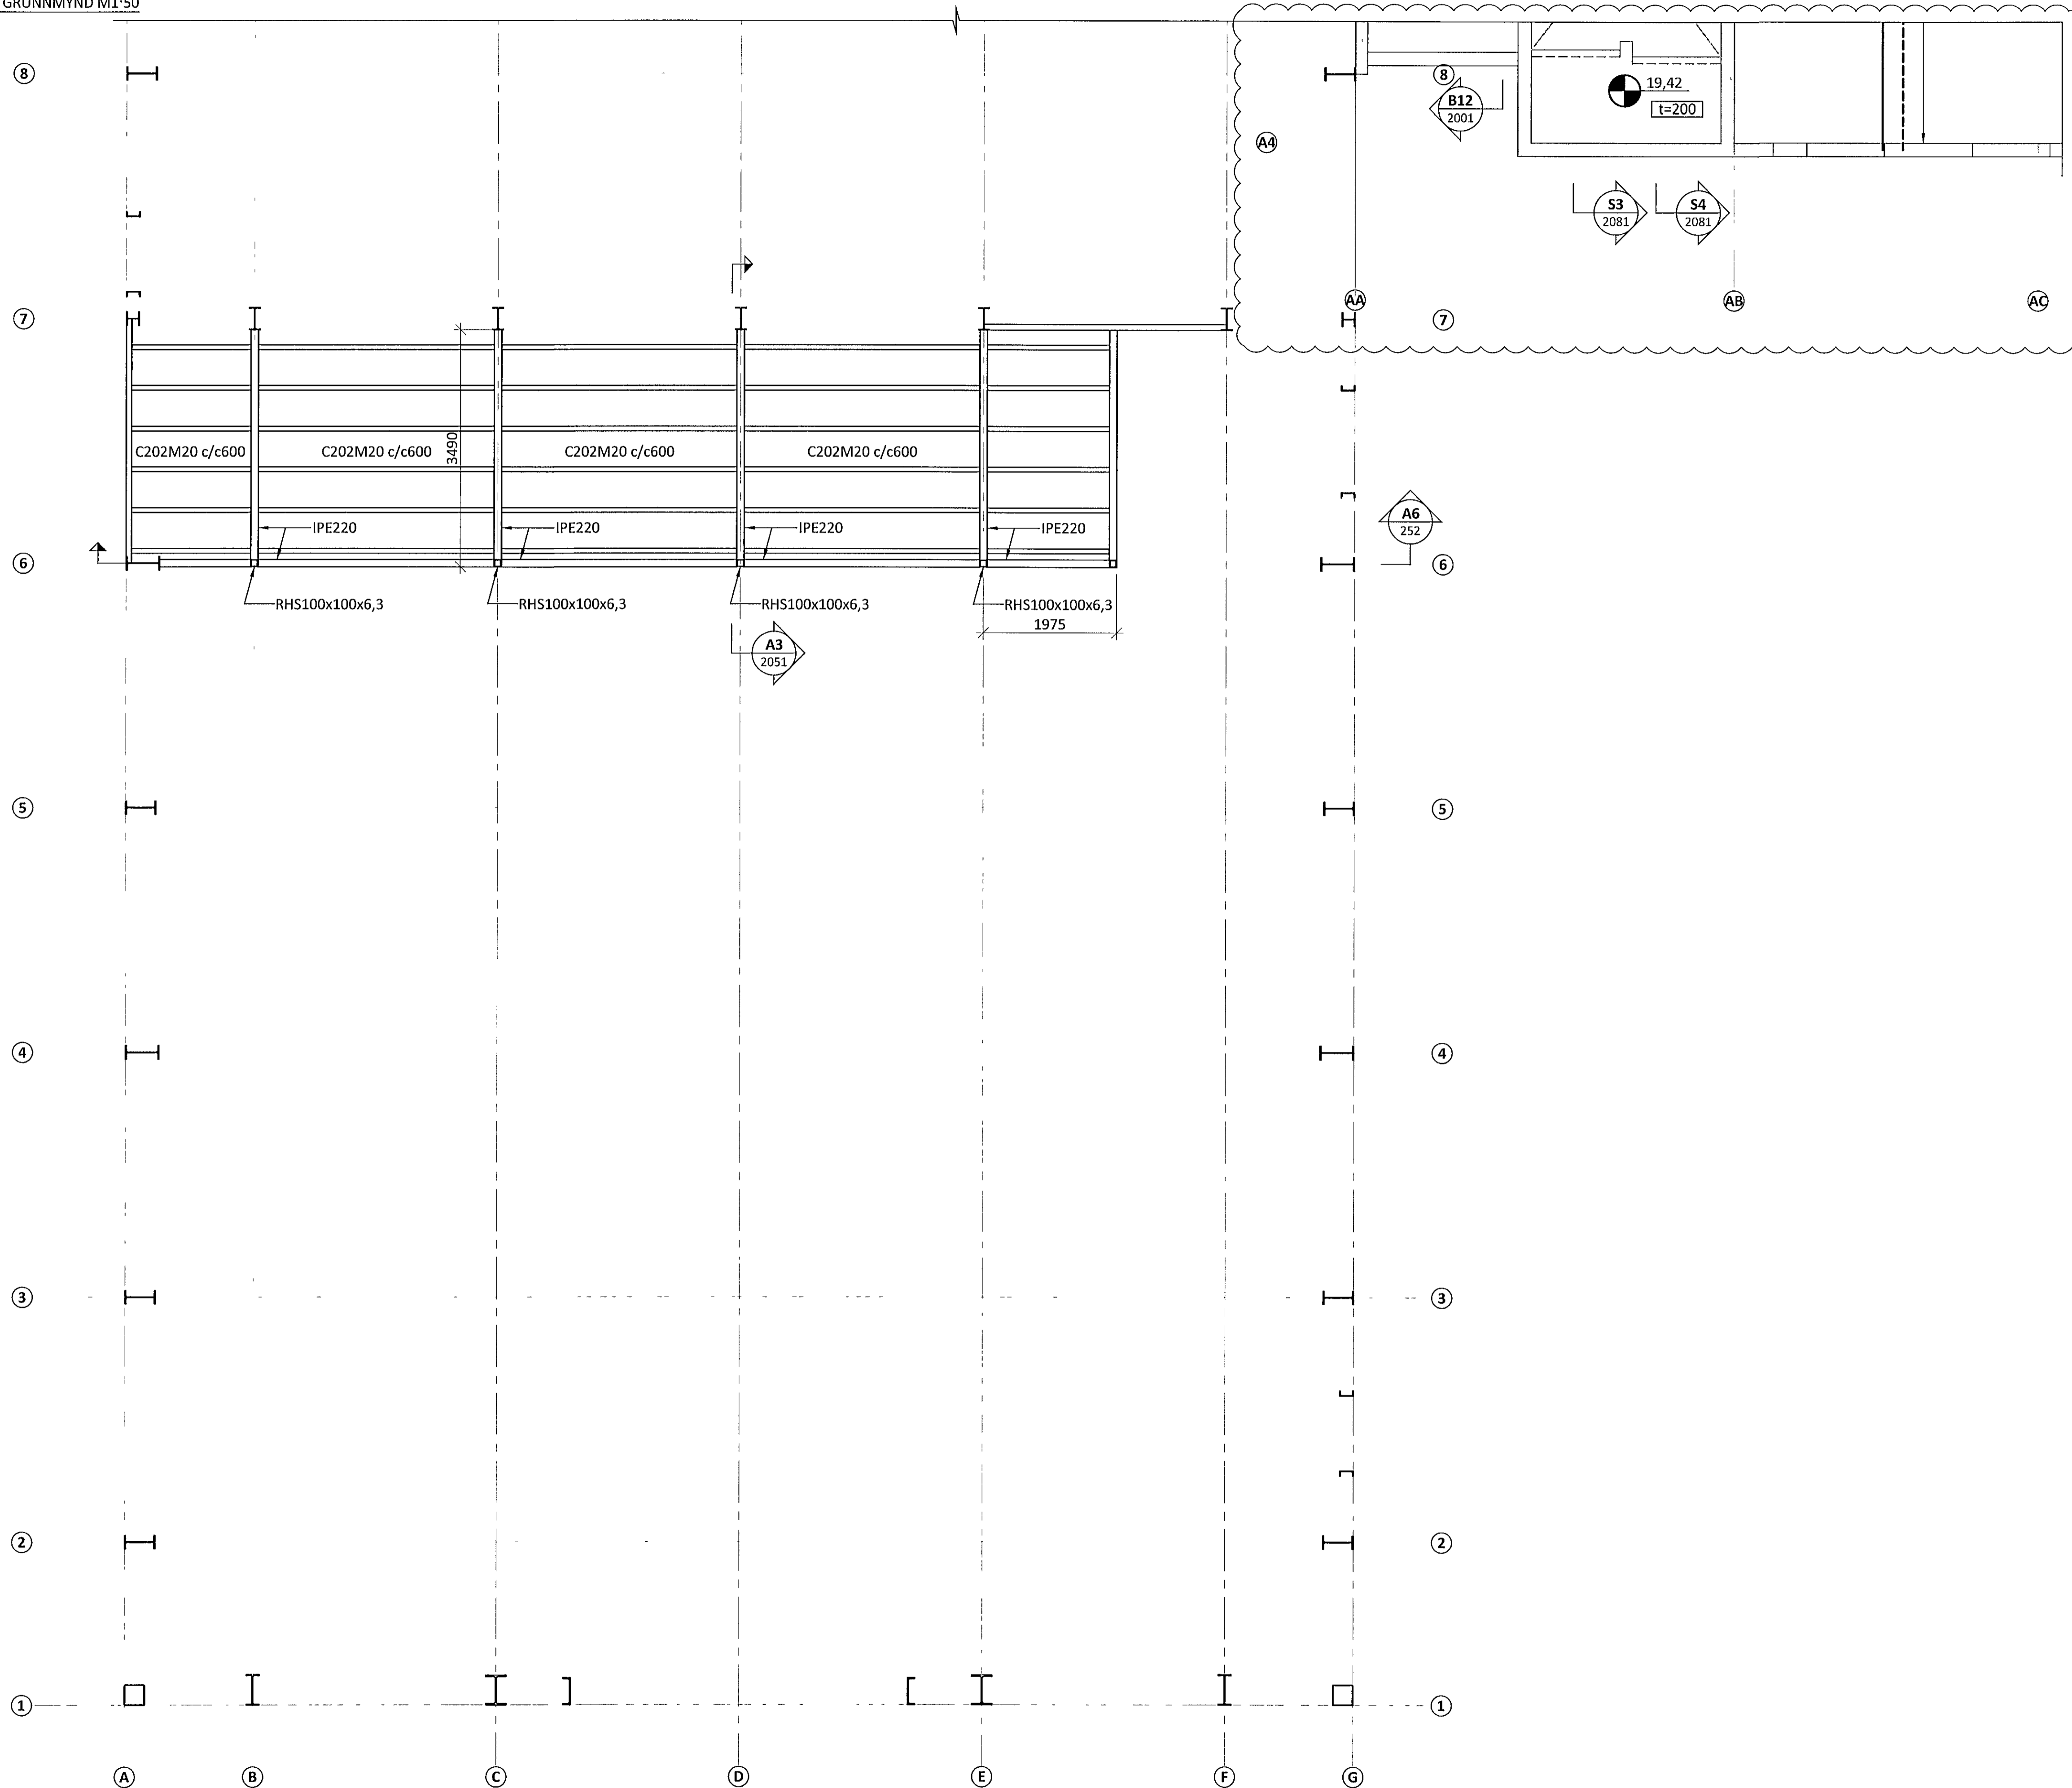 GRUNNMYND M1:50
8
8
B12
2001
19,42
t=200
A4
S3
2081
S4
2081
AA
AB
AC
7
7
C202M20 c/c600
C202M20 c/c600
3490
C202M20 c/c600
C202M20 c/c600
IPE220
IPE220
IPE220
IPE220
A6
252
6
6
RHS100x100x6,3
RHS100x100x6,3
RHS100x100x6,3
RHS100x100x6,3
1975
A3
2051
5
5
4
4
3
3
2
2
1
1
A
B
C
D
E
F
G